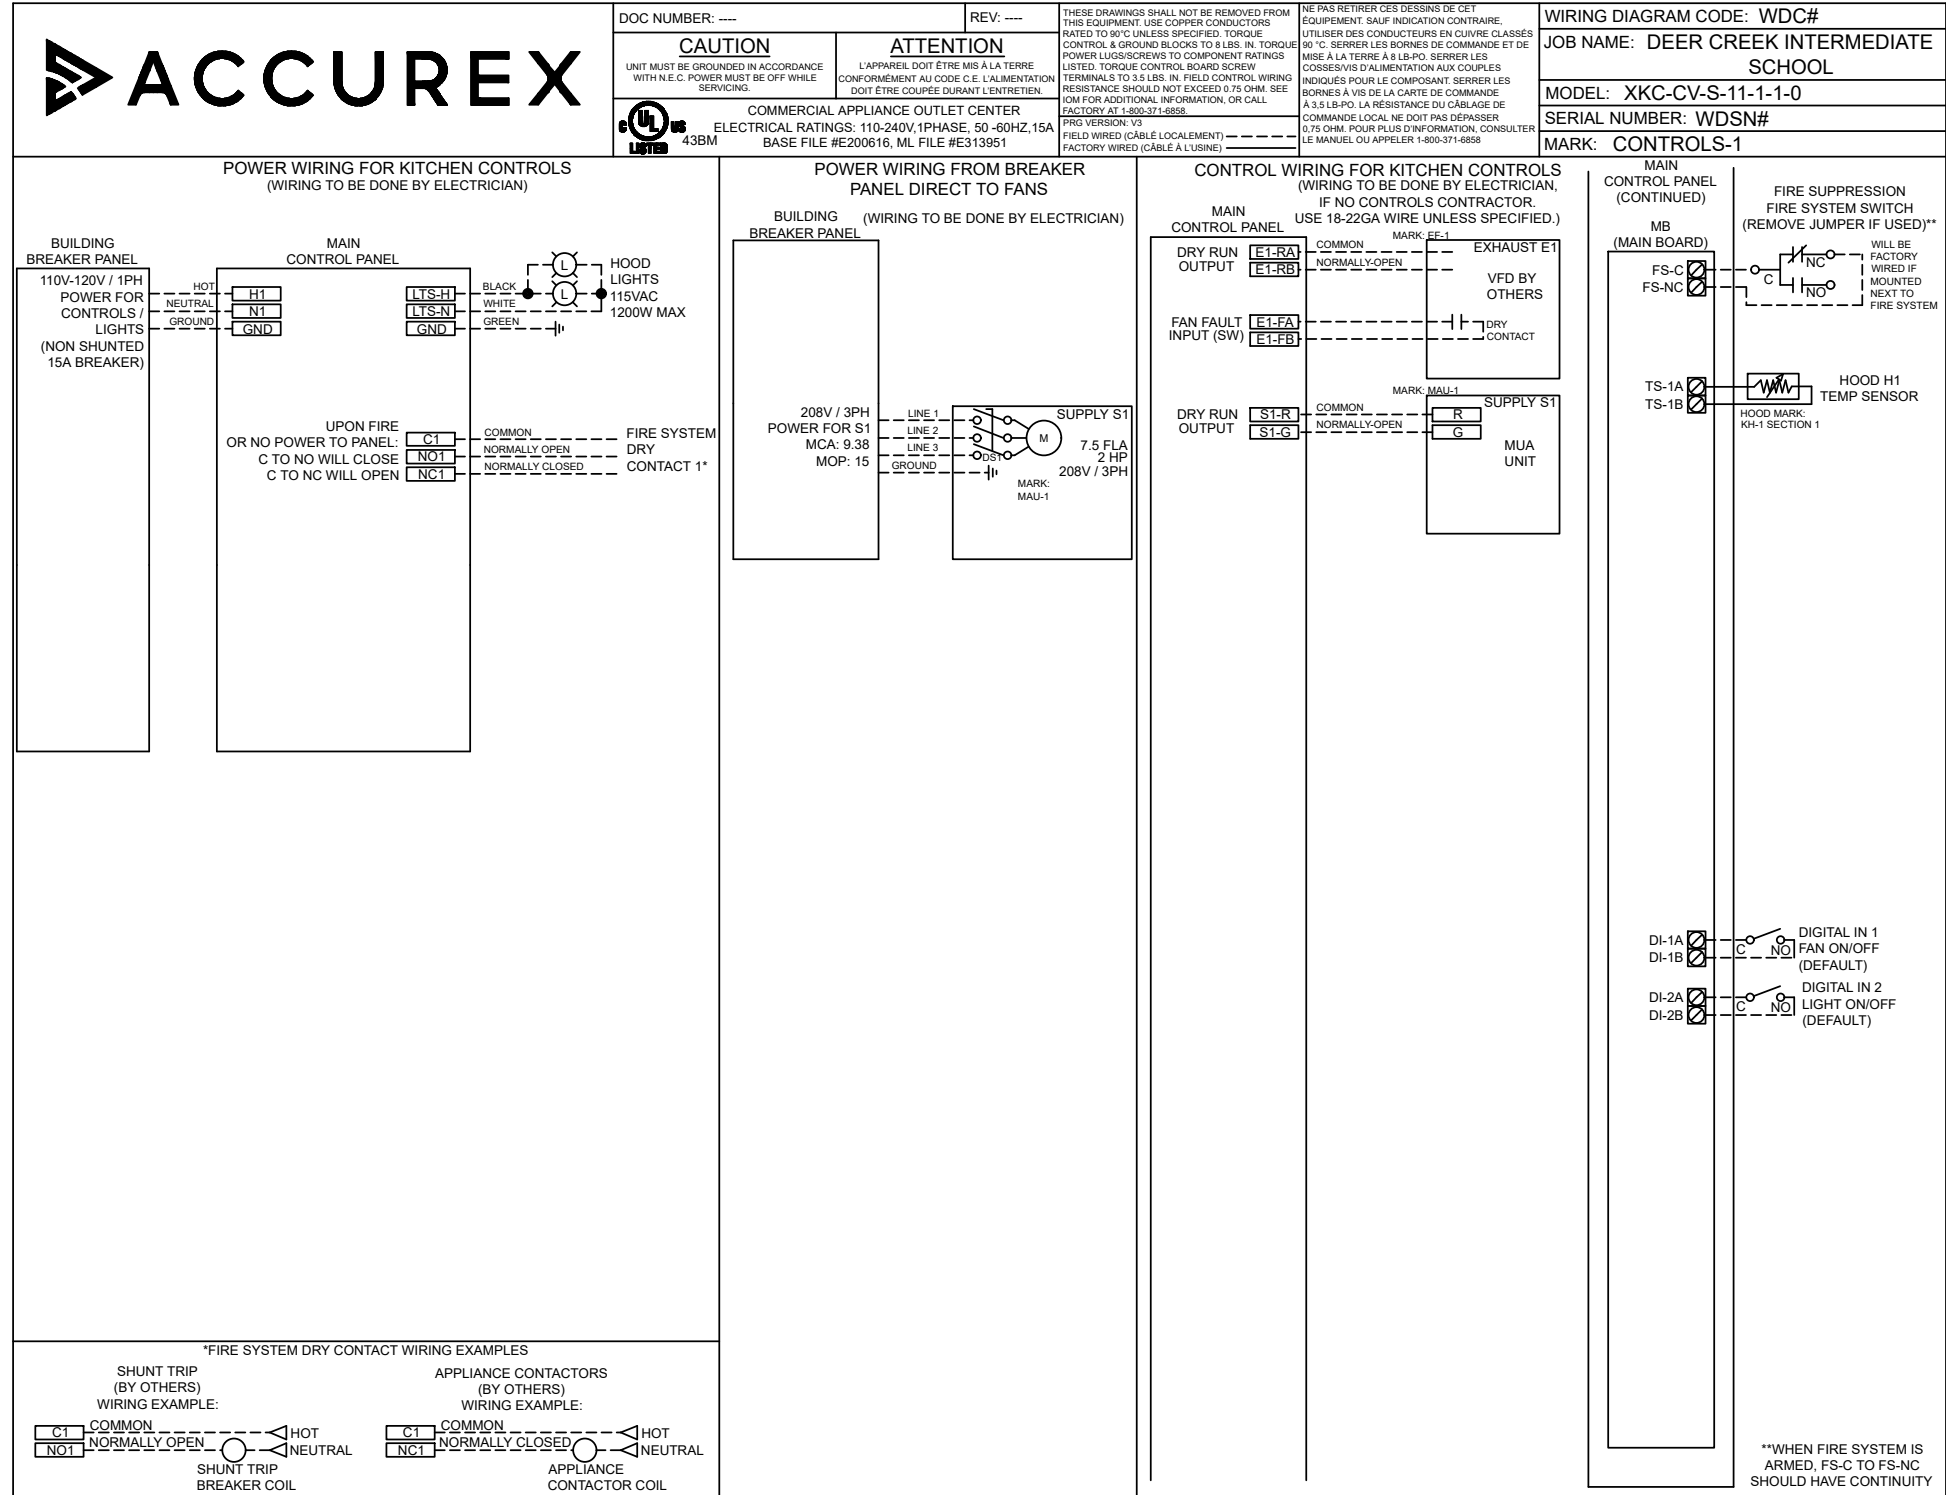 ACCUREX
DOC NUMBER: ----
REV: ----
CAUTION
UNIT MUST BE GROUNDED IN ACCORDANCE
WITH N.E.C. POWER MUST BE OFF WHILE
SERVICING.
ATTENTION
L'APPAREIL DOIT ÊTRE MIS À LA TERRE
CONFORMÉMENT AU CODE C.E. L'ALIMENTATION
DOIT ÊTRE COUPÉE DURANT L'ENTRETIEN.
C UL US
LISTED
43BM
COMMERCIAL APPLIANCE OUTLET CENTER
ELECTRICAL RATINGS: 110-240V,1PHASE, 50 -60HZ,15A
BASE FILE #E200616, ML FILE #E313951
THESE DRAWINGS SHALL NOT BE REMOVED FROM
THIS EQUIPMENT. USE COPPER CONDUCTORS
RATED TO 90°C UNLESS SPECIFIED. TORQUE
CONTROL & GROUND BLOCKS TO 8 LBS. IN. TORQUE
POWER LUGS/SCREWS TO COMPONENT RATINGS
LISTED. TORQUE CONTROL BOARD SCREW
TERMINALS TO 3.5 LBS. IN. FIELD CONTROL WIRING
RESISTANCE SHOULD NOT EXCEED 0.75 OHM. SEE
IOM FOR ADDITIONAL INFORMATION, OR CALL
FACTORY AT 1-800-371-6858.
PRG VERSION: V3
FIELD WIRED (CÂBLÉ LOCALEMENT)
FACTORY WIRED (CÂBLÉ À L'USINE)
NE PAS RETIRER CES DESSINS DE CET
ÉQUIPEMENT. SAUF INDICATION CONTRAIRE,
UTILISER DES CONDUCTEURS EN CUIVRE CLASSÉS
90 °C. SERRER LES BORNES DE COMMANDE ET DE
MISE À LA TERRE À 8 LB-PO. SERRER LES
COSSES/VIS D'ALIMENTATION AUX COUPLES
INDIQUÉS POUR LE COMPOSANT. SERRER LES
BORNES À VIS DE LA CARTE DE COMMANDE
À 3,5 LB-PO. LA RÉSISTANCE DU CÂBLAGE DE
COMMANDE LOCAL NE DOIT PAS DÉPASSER
0,75 OHM. POUR PLUS D'INFORMATION, CONSULTER
LE MANUEL OU APPELER 1-800-371-6858
WIRING DIAGRAM CODE: WDC#
JOB NAME: DEER CREEK INTERMEDIATE
SCHOOL
MODEL: XKC-CV-S-11-1-1-0
SERIAL NUMBER: WDSN#
MARK: CONTROLS-1
POWER WIRING FOR KITCHEN CONTROLS
(WIRING TO BE DONE BY ELECTRICIAN)
BUILDING
BREAKER PANEL
110V-120V / 1PH
POWER FOR
CONTROLS /
LIGHTS
(NON SHUNTED
15A BREAKER)
HOT
NEUTRAL
GROUND
MAIN
CONTROL PANEL
H1
N1
GND
LTS-H
LTS-N
GND
BLACK
WHITE
GREEN
L
L
HOOD
LIGHTS
115VAC
1200W MAX
UPON FIRE
OR NO POWER TO PANEL:
C TO NO WILL CLOSE
C TO NC WILL OPEN
C1
NO1
NC1
COMMON
NORMALLY OPEN
NORMALLY CLOSED
FIRE SYSTEM
DRY
CONTACT 1*
*FIRE SYSTEM DRY CONTACT WIRING EXAMPLES
SHUNT TRIP
(BY OTHERS)
WIRING EXAMPLE:
C1
NO1
COMMON
NORMALLY OPEN
HOT
NEUTRAL
SHUNT TRIP
BREAKER COIL
APPLIANCE CONTACTORS
(BY OTHERS)
WIRING EXAMPLE:
C1
NC1
COMMON
NORMALLY CLOSED
HOT
NEUTRAL
APPLIANCE
CONTACTOR COIL
POWER WIRING FROM BREAKER
PANEL DIRECT TO FANS
(WIRING TO BE DONE BY ELECTRICIAN)
BUILDING
BREAKER PANEL
208V / 3PH
POWER FOR S1
MCA: 9.38
MOP: 15
LINE 1
LINE 2
LINE 3
GROUND
DS1
M
SUPPLY S1
7.5 FLA
2 HP
208V / 3PH
MARK:
MAU-1
CONTROL WIRING FOR KITCHEN CONTROLS
(WIRING TO BE DONE BY ELECTRICIAN,
IF NO CONTROLS CONTRACTOR.
USE 18-22GA WIRE UNLESS SPECIFIED.)
MAIN
CONTROL PANEL
DRY RUN
OUTPUT
E1-RA
E1-RB
COMMON
NORMALLY-OPEN
MARK: EF-1
EXHAUST E1
VFD BY
OTHERS
FAN FAULT
INPUT (SW)
E1-FA
E1-FB
DRY
CONTACT
MARK: MAU-1
DRY RUN
OUTPUT
S1-R
S1-G
COMMON
NORMALLY-OPEN
R
G
SUPPLY S1
MUA
UNIT
MAIN
CONTROL PANEL
(CONTINUED)
MB
(MAIN BOARD)
FIRE SUPPRESSION
FIRE SYSTEM SWITCH
(REMOVE JUMPER IF USED)**
FS-C
FS-NC
C
NC
NO
WILL BE
FACTORY
WIRED IF
MOUNTED
NEXT TO
FIRE SYSTEM
TS-1A
TS-1B
HOOD H1
TEMP SENSOR
HOOD MARK:
KH-1 SECTION 1
DI-1A
DI-1B
C
NO
DIGITAL IN 1
FAN ON/OFF
(DEFAULT)
DI-2A
DI-2B
C
NO
DIGITAL IN 2
LIGHT ON/OFF
(DEFAULT)
**WHEN FIRE SYSTEM IS
ARMED, FS-C TO FS-NC
SHOULD HAVE CONTINUITY